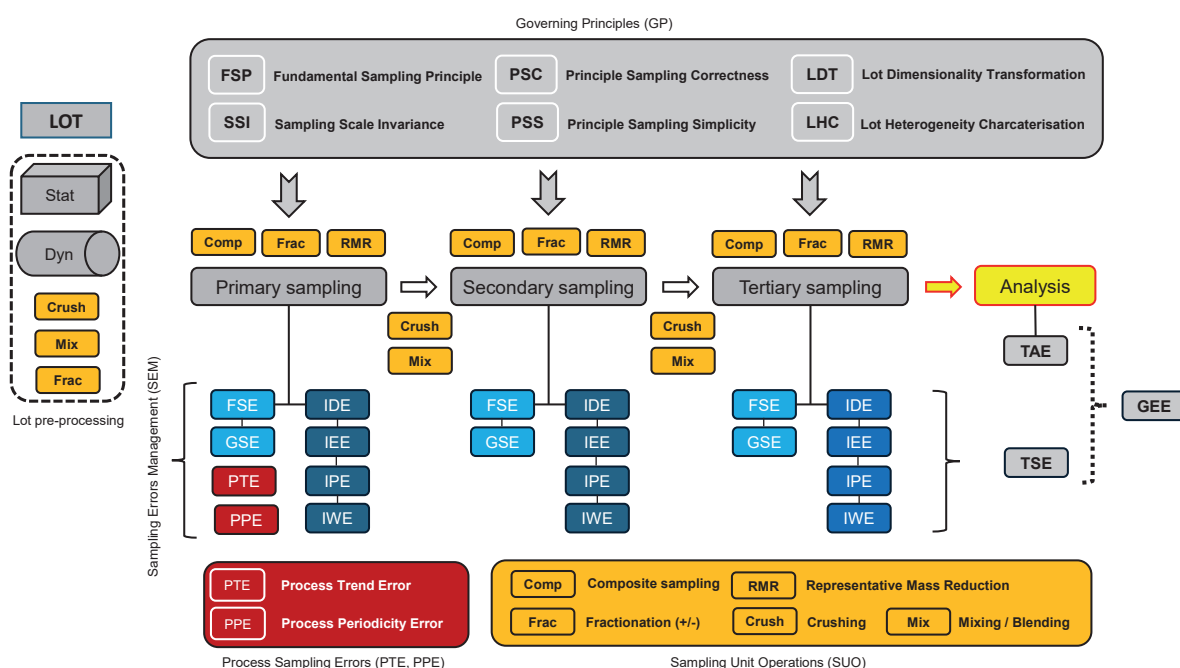 Governing Principles (GP)
FSP Fundamental Sampling Principle PSC Principle Sampling Correctness LDT Lot Dimensionality Transformation
SSI Sampling Scale Invariance PSS Principle Sampling Simplicity LHC Lot Heterogeneity Charcaterisation
LOT
Stat
Dyn
Crush
Mix
Frac
Lot pre-processing
Comp Frac RMR Comp Frac RMR Comp Frac RMR
Primary sampling Secondary sampling Tertiary sampling Analysis
Crush Crush
Mix Mix
TAE
GEE
TSE
Sampling Errors Management (SEM)
FSE IDE FSE IDE FSE IDE
GSE IEE GSE IEE GSE IEE
PTE IPE IPE IPE
PPE IWE IWE IWE
PTE Process Trend Error
PPE Process Periodicity Error
Process Sampling Errors (PTE, PPE)
Comp Composite sampling RMR Representative Mass Reduction
Frac Fractionation (+/-) Crush Crushing Mix Mixing / Blending
Sampling Unit Operations (SUO)